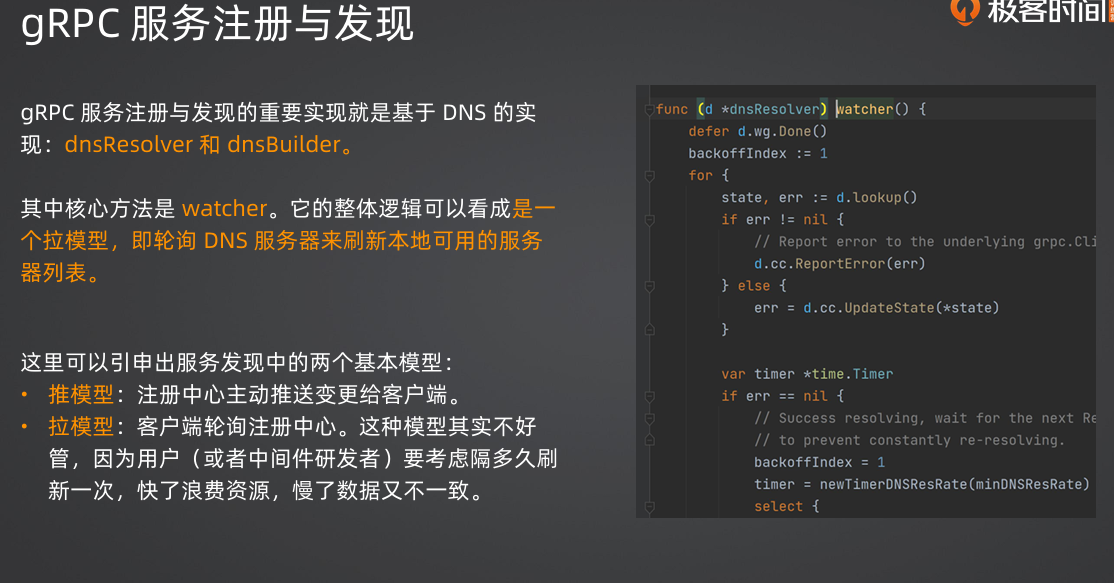 gRPC 服务注册与发现
极客时间
gRPC 服务注册与发现的重要实现就是基于 DNS 的实
现：dnsResolver 和 dnsBuilder。
其中核心方法是 watcher。它的整体逻辑可以看成是一
个拉模型，即轮询 DNS 服务器来刷新本地可用的服务
器列表。
这里可以引申出服务发现中的两个基本模型：
• 推模型：注册中心主动推送变更给客户端。
• 拉模型：客户端轮询注册中心。这种模型其实不好
管，因为用户（或者中间件研发者）要考虑隔多久刷
新一次，快了浪费资源，慢了数据又不一致。
func (d *dnsResolver) watcher() {
defer d.wg.Done()
backoffIndex := 1
for {
state, err := d.lookup()
if err != nil {
// Report error to the underlying grpc.Cli
d.cc.ReportError(err)
} else {
err = d.cc.UpdateState(*state)
}
var timer *time.Timer
if err == nil {
// Success resolving, wait for the next Re
// to prevent constantly re-resolving.
backoffIndex = 1
timer = newTimerDNSResRate(minDNSResRate)
select {